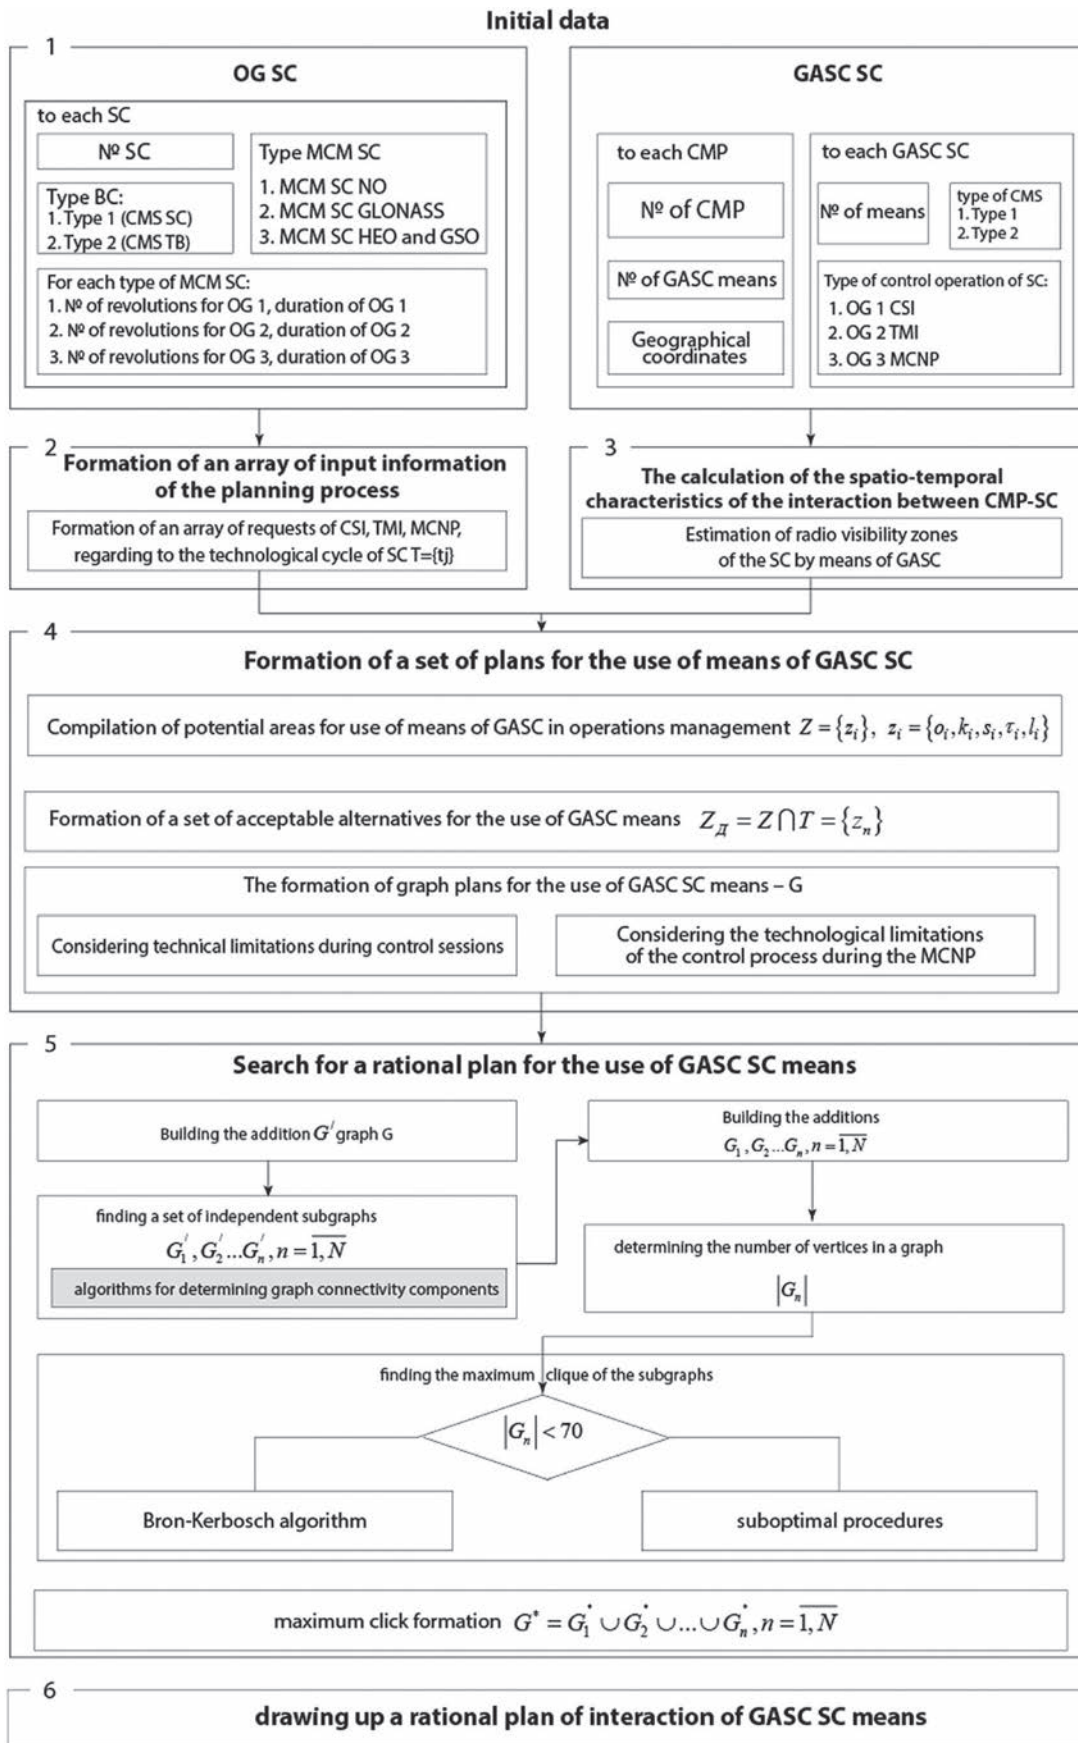 Initial data
1
OG SC
to each SC
№ SC
Type BC:
1. Type 1 (CMS SC)
2. Type 2 (CMS TB)
Type MCM SC
1. MCM SC NO
2. MCM SC GLONASS
3. MCM SC HEO and GSO
For each type of MCM SC:
1. № of revolutions for OG 1, duration of OG 1
2. № of revolutions for OG 2, duration of OG 2
3. № of revolutions for OG 3, duration of OG 3
GASC SC
to each CMP
№ of CMP
№ of GASC means
Geographical
coordinates
to each GASC SC
№ of means
type of CMS
1. Type 1
2. Type 2
Type of control operation of SC:
1. OG 1 CSI
2. OG 2 TMI
3. OG 3 MCNP
2
Formation of an array of input information
of the planning process
Formation of an array of requests of CSI, TMI, MCNP,
regarding to the technological cycle of SC T={tj}
3
The calculation of the spatio-temporal
characteristics of the interaction between CMP-SC
Estimation of radio visibility zones
of the SC by means of GASC
4
Formation of a set of plans for the use of means of GASC SC
Compilation of potential areas for use of means of GASC in operations management Z = {z_i}, z_i = {o_i, k_i, s_i, τ_i, l_i}
Formation of a set of acceptable alternatives for the use of GASC means Z_Д = Z ⋂ T = {z_n}
The formation of graph plans for the use of GASC SC means – G
Considering technical limitations during control sessions
Considering the technological limitations
of the control process during the MCNP
5
Search for a rational plan for the use of GASC SC means
Building the addition G′ graph G
finding a set of independent subgraphs
G′_1, G′_2 ... G′_n, n = \overline{1, N}
algorithms for determining graph connectivity components
Building the additions
G_1, G_2 ... G_n, n = \overline{1, N}
determining the number of vertices in a graph
|G_n|
finding the maximum clique of the subgraphs
|G_n| < 70
Bron-Kerbosch algorithm
suboptimal procedures
maximum click formation G* = G•_1 ∪ G•_2 ∪ ... ∪ G•_n, n = \overline{1, N}
6
drawing up a rational plan of interaction of GASC SC means